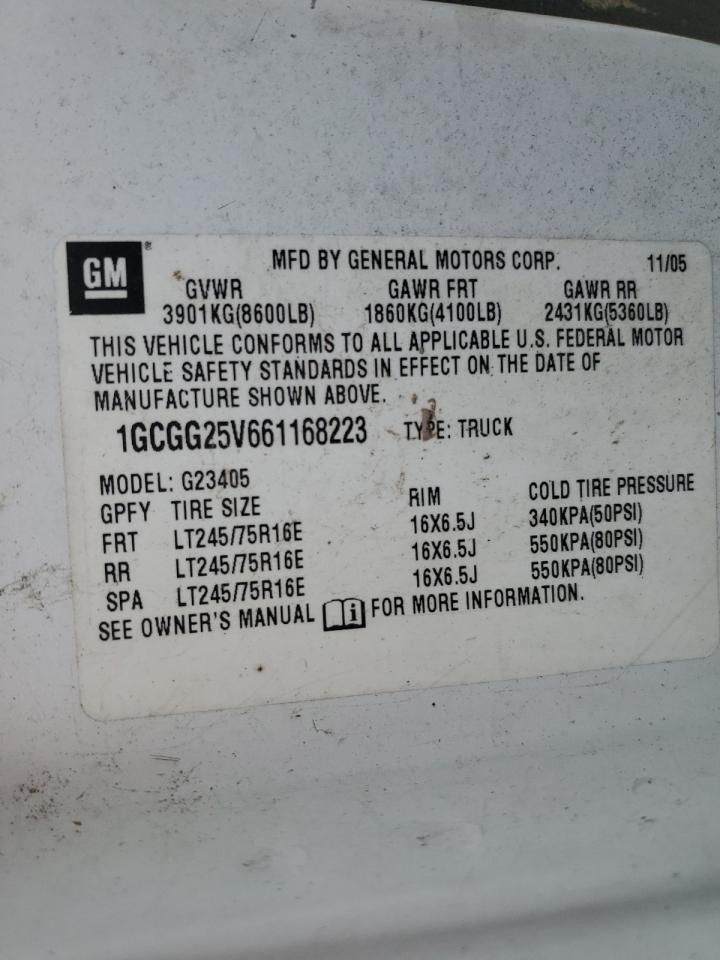 GM®
MFD BY GENERAL MOTORS CORP. 11/05
GVWR GAWR FRT GAWR RR
3901KG(8600LB) 1860KG(4100LB) 2431KG(5360LB)
THIS VEHICLE CONFORMS TO ALL APPLICABLE U.S. FEDERAL MOTOR
VEHICLE SAFETY STANDARDS IN EFFECT ON THE DATE OF
MANUFACTURE SHOWN ABOVE.
1GCGG25V661168223 TYPE: TRUCK
MODEL: G23405
GPFY TIRE SIZE RIM COLD TIRE PRESSURE
FRT LT245/75R16E 16X6.5J 340KPA(50PSI)
RR LT245/75R16E 16X6.5J 550KPA(80PSI)
SPA LT245/75R16E 16X6.5J 550KPA(80PSI)
SEE OWNER'S MANUAL i FOR MORE INFORMATION.